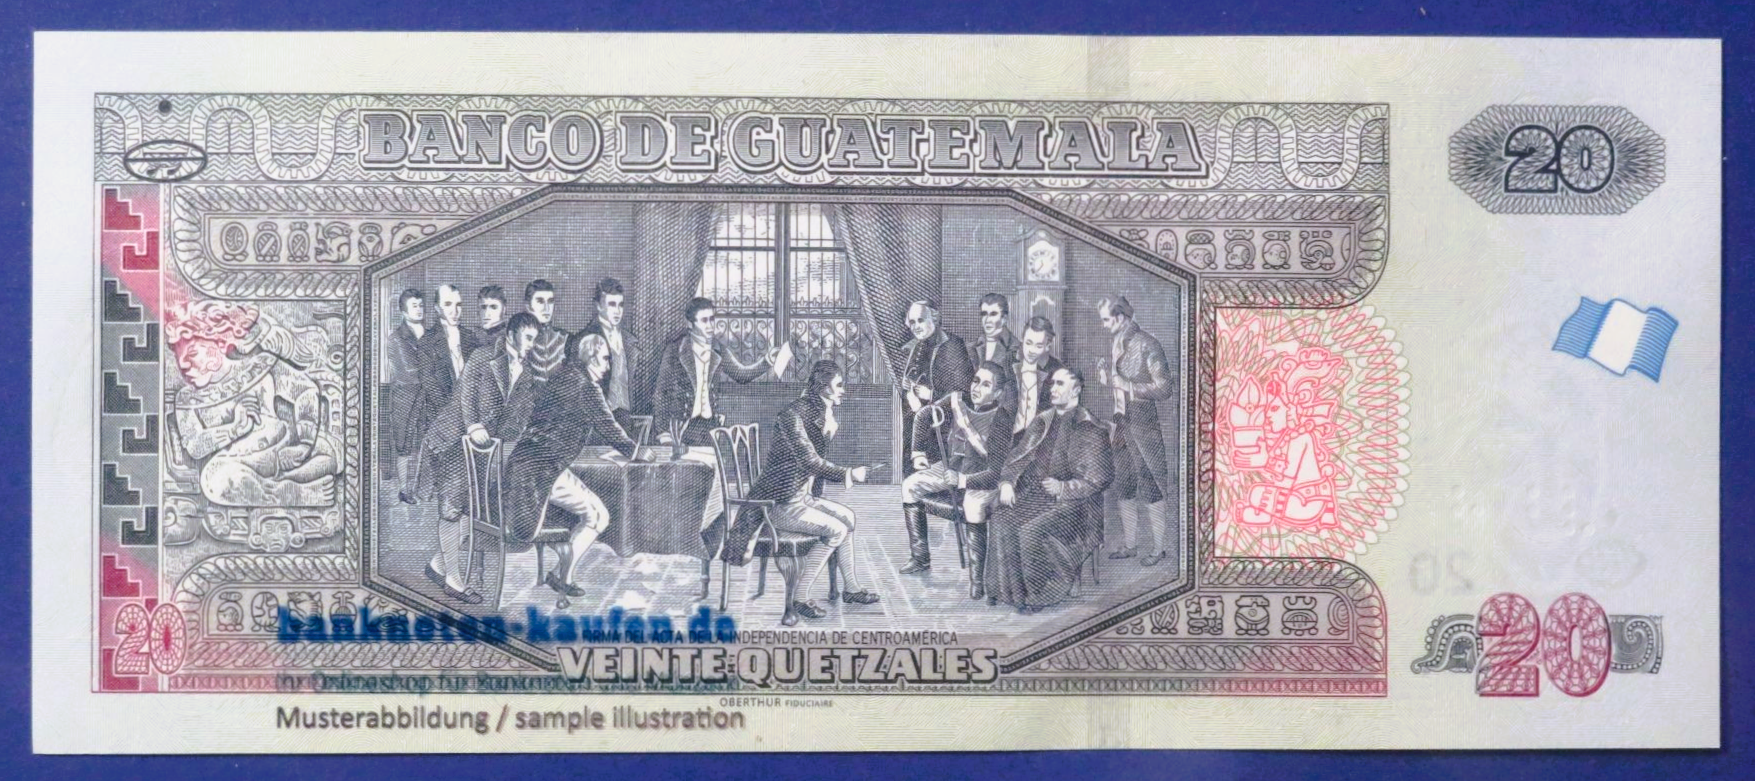 BANCO DE GUATEMALA
20
20
banknoten-kaufen.de
FIRMA DEL ACTA DE LA INDEPENDENCIA DE CENTROAMÉRICA
20
20
VEINTE QUETZALES
OBERTHUR FIDUCIAIRE
Musterabbildung / sample illustration